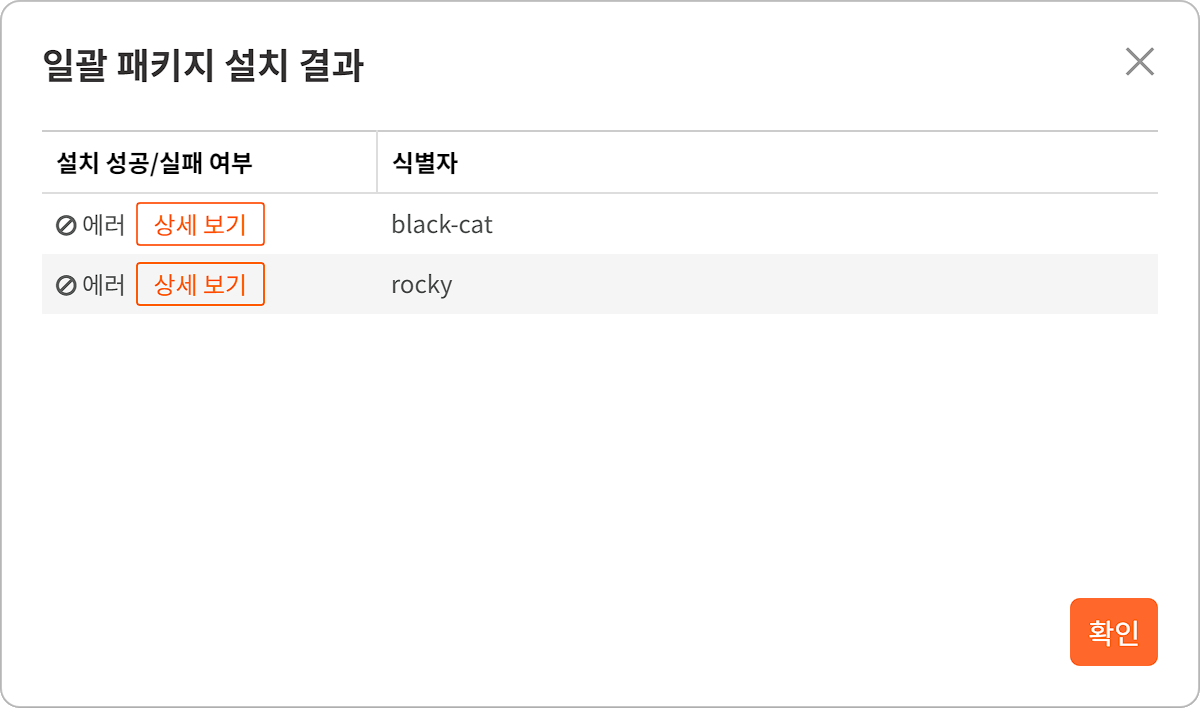 일괄 패키지 설치 결과
설치 성공/실패 여부 식별자
에러 상세 보기 black-cat
에러 상세 보기 rocky
확인